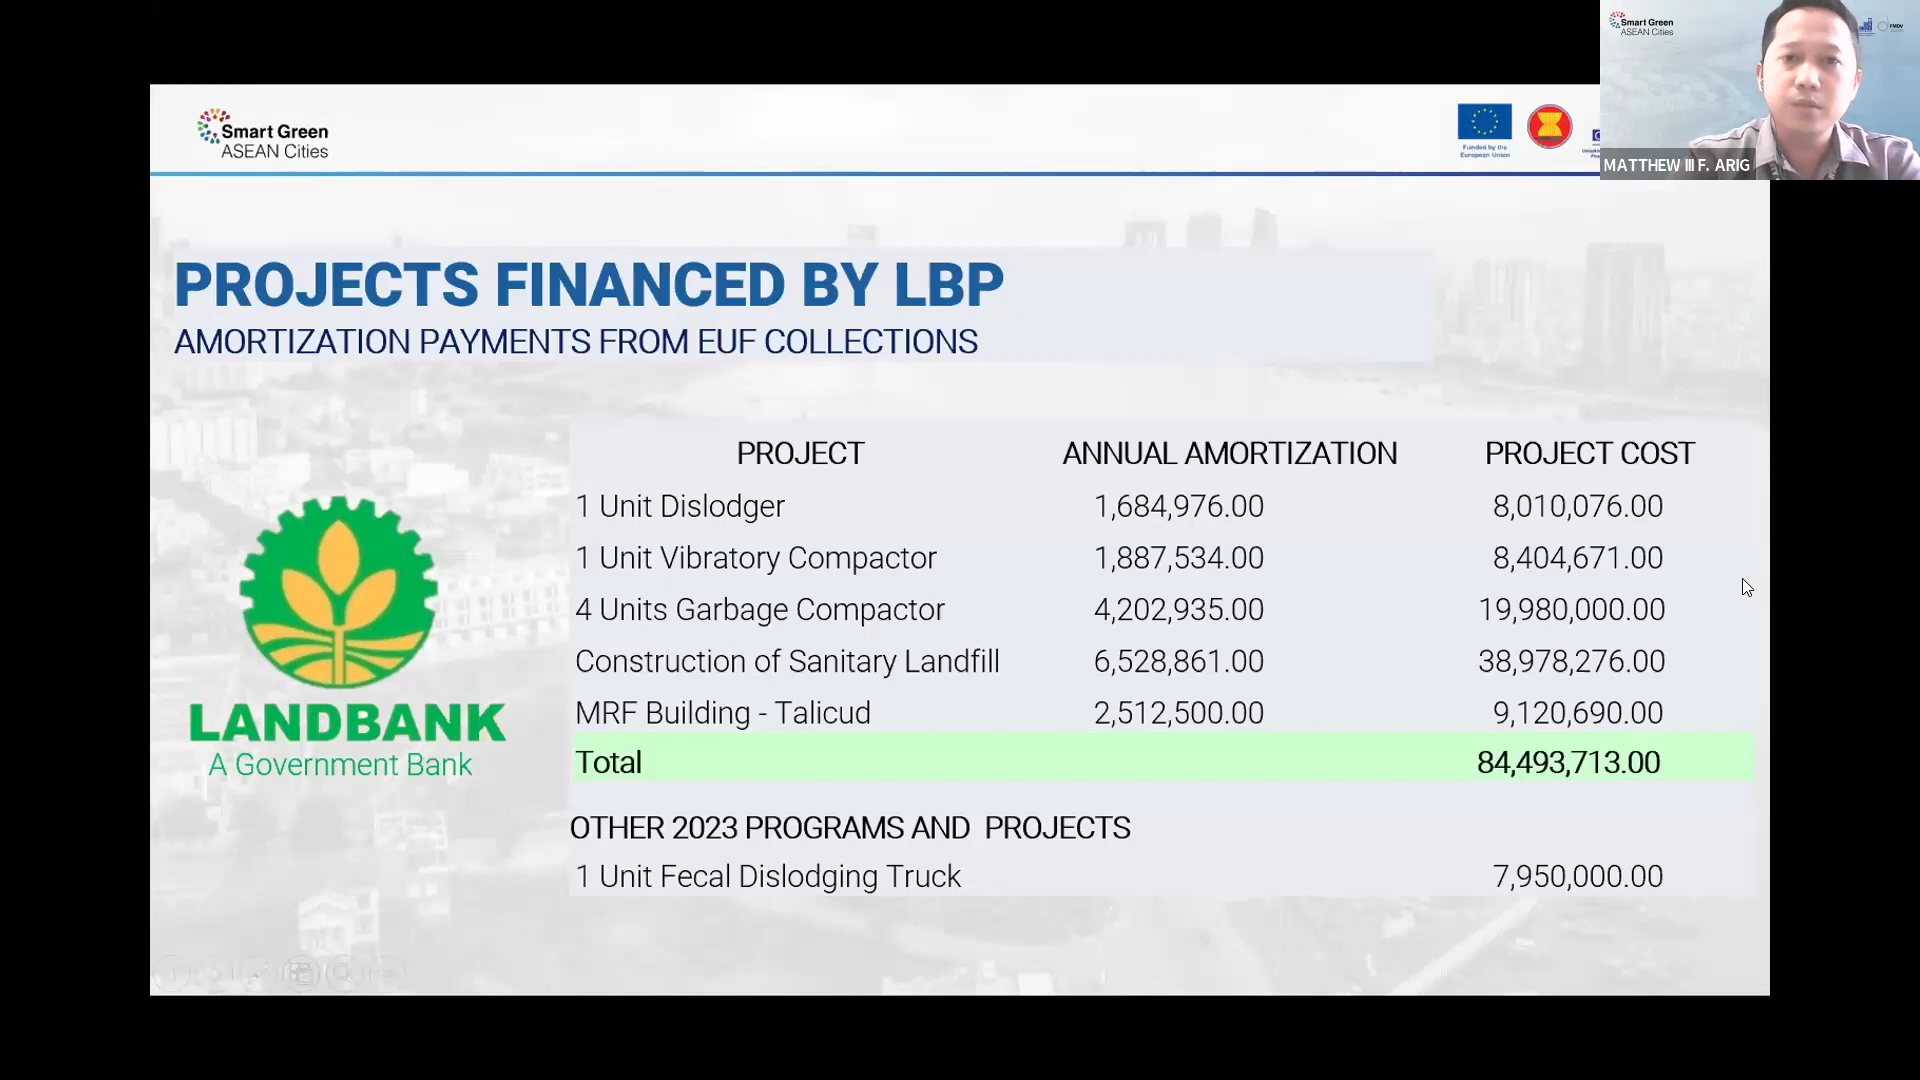 Smart Green
ASEAN Cities
Funded by the
European Union
Smart Green
ASEAN Cities
MATTHEW III F. ARIG
PROJECTS FINANCED BY LBP
AMORTIZATION PAYMENTS FROM EUF COLLECTIONS
PROJECT ANNUAL AMORTIZATION PROJECT COST
1 Unit Dislodger 1,684,976.00 8,010,076.00
1 Unit Vibratory Compactor 1,887,534.00 8,404,671.00
4 Units Garbage Compactor 4,202,935.00 19,980,000.00
Construction of Sanitary Landfill 6,528,861.00 38,978,276.00
MRF Building - Talicud 2,512,500.00 9,120,690.00
Total 84,493,713.00
OTHER 2023 PROGRAMS AND PROJECTS
1 Unit Fecal Dislodging Truck 7,950,000.00
LANDBANK
A Government Bank